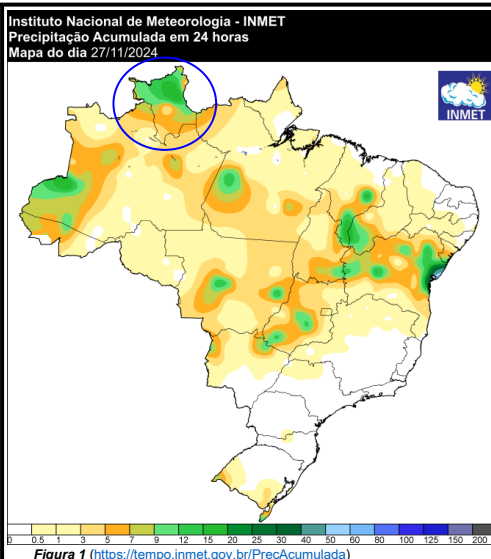 Instituto Nacional de Meteorologia - INMET
Precipitação Acumulada em 24 horas
Mapa do dia 27/11/2024
INMET
0 0.5 1 3 5 7 9 12 15 20 25 30 40 50 60 80 100 125 150 200
Figura 1 (https://tempo.inmet.gov.br/PrecAcumulada)